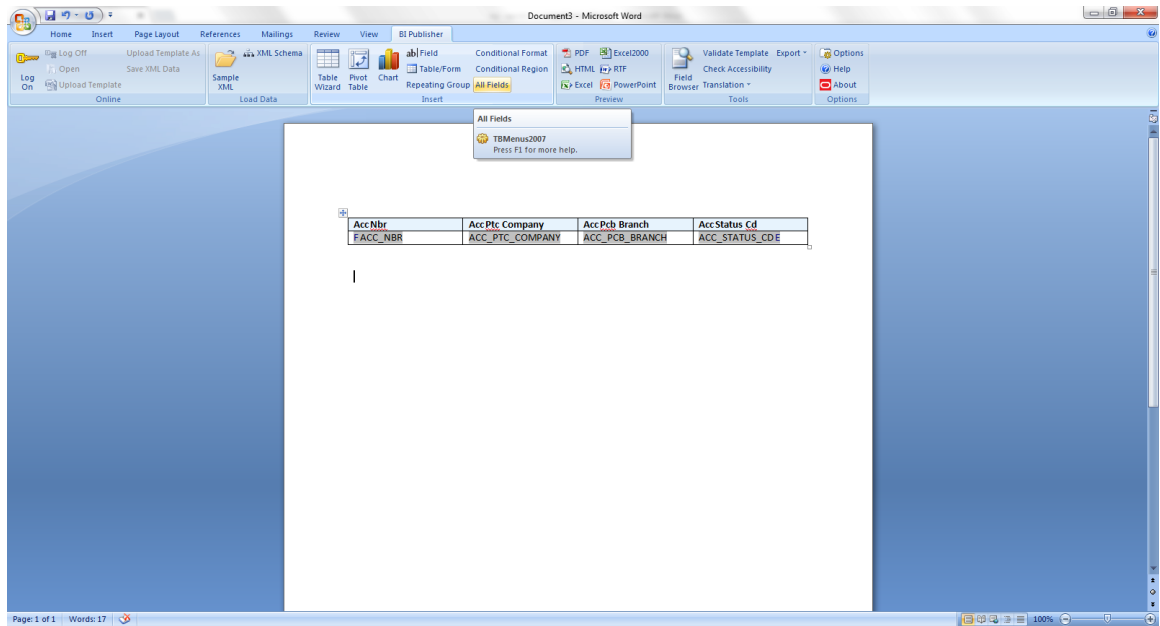 Document3 - Microsoft Word
Home Insert Page Layout References Mailings Review View BI Publisher
Log On
Log Off
Open
Upload Template
Upload Template As
Save XML Data
Online
Sample XML
XML Schema
Load Data
Table Wizard
Pivot Table
Chart
Field
Table/Form
Repeating Group
Conditional Format
Conditional Region
All Fields
Insert
PDF Excel2000
HTML RTF
Excel PowerPoint
Preview
Field Browser
Validate Template Export
Check Accessibility
Translation
Tools
Options
Help
About
Options
All Fields
TBMenus2007
Press F1 for more help.
Acc Nbr Acc Ptc Company Acc Pcb Branch Acc Status Cd
F ACC_NBR ACC_PTC_COMPANY ACC_PCB_BRANCH ACC_STATUS_CD E
Page: 1 of 1 Words: 17 100%